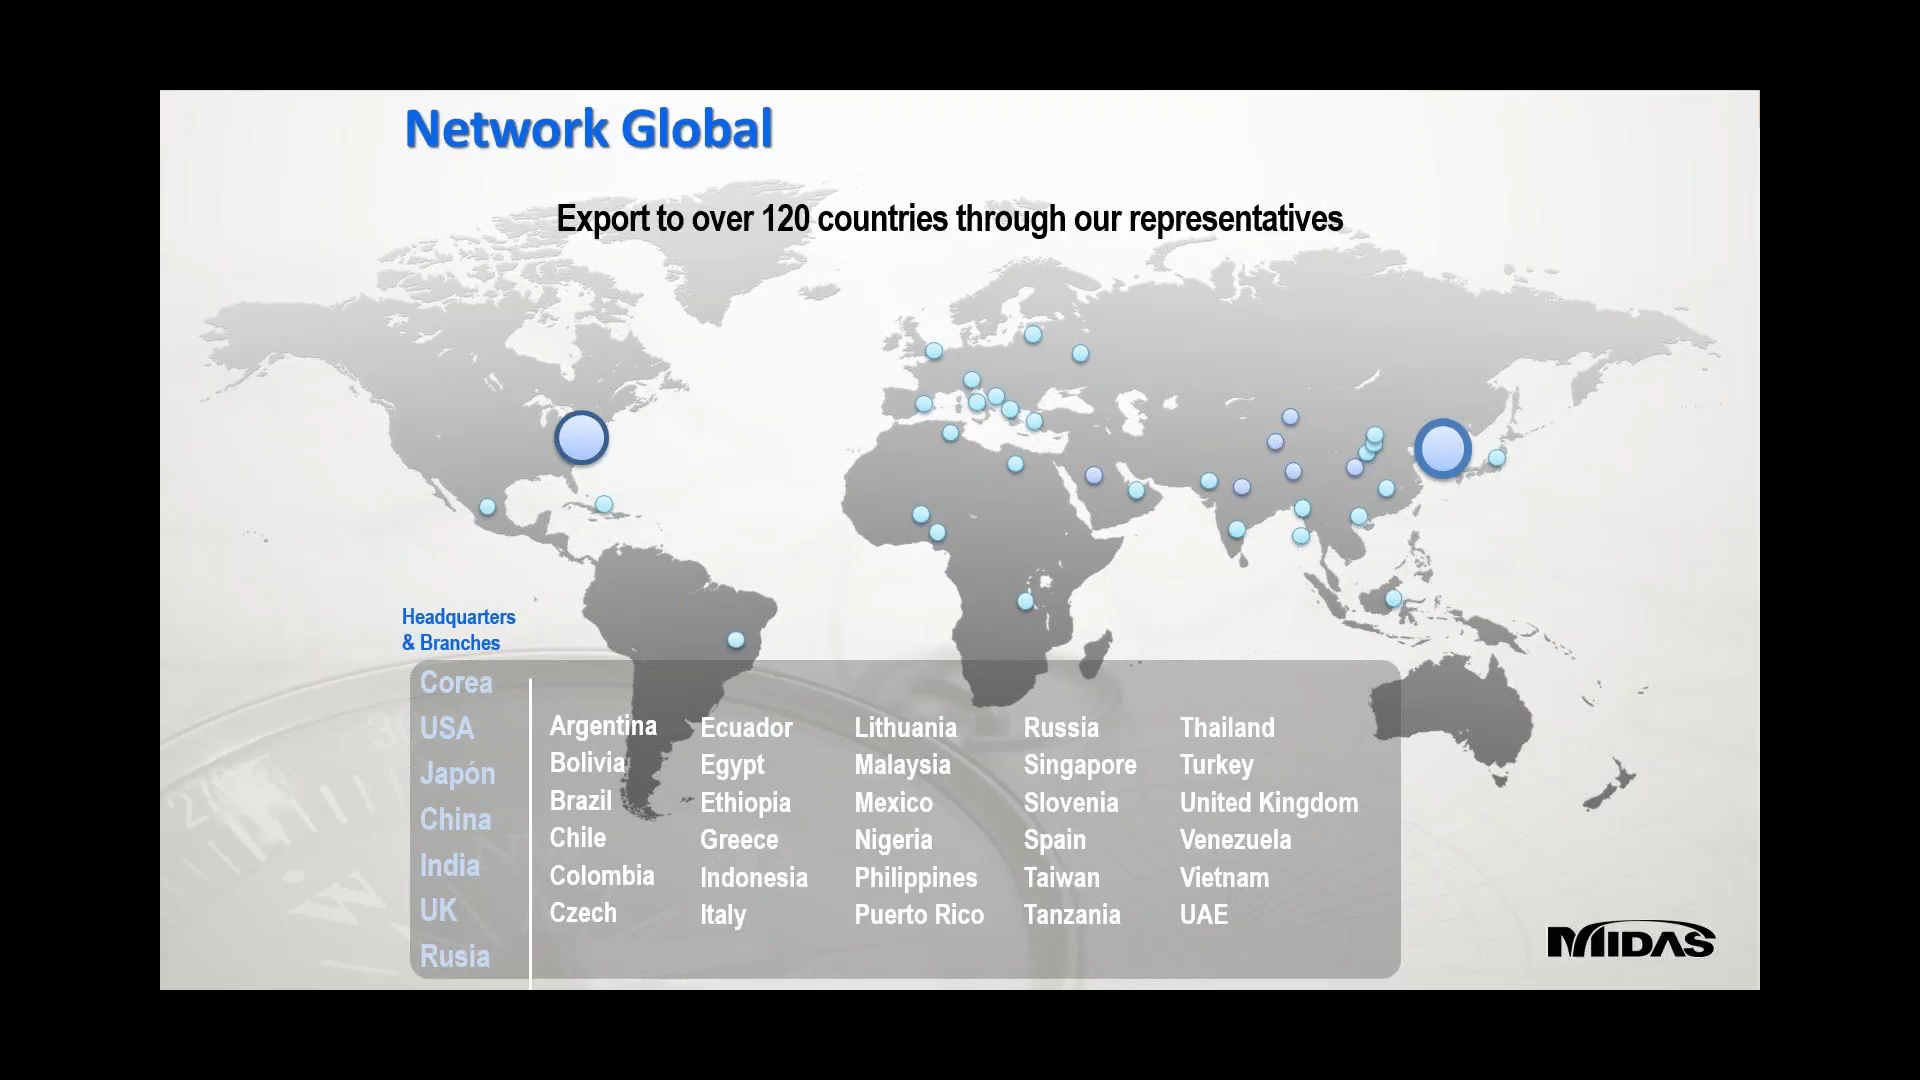 Network Global
Export to over 120 countries through our representatives
Headquarters
& Branches
Corea
USA
Japón
China
India
UK
Rusia
Argentina
Bolivia
Brazil
Chile
Colombia
Czech
Ecuador
Egypt
Ethiopia
Greece
Indonesia
Italy
Lithuania
Malaysia
Mexico
Nigeria
Philippines
Puerto Rico
Russia
Singapore
Slovenia
Spain
Taiwan
Tanzania
Thailand
Turkey
United Kingdom
Venezuela
Vietnam
UAE
MIDAS